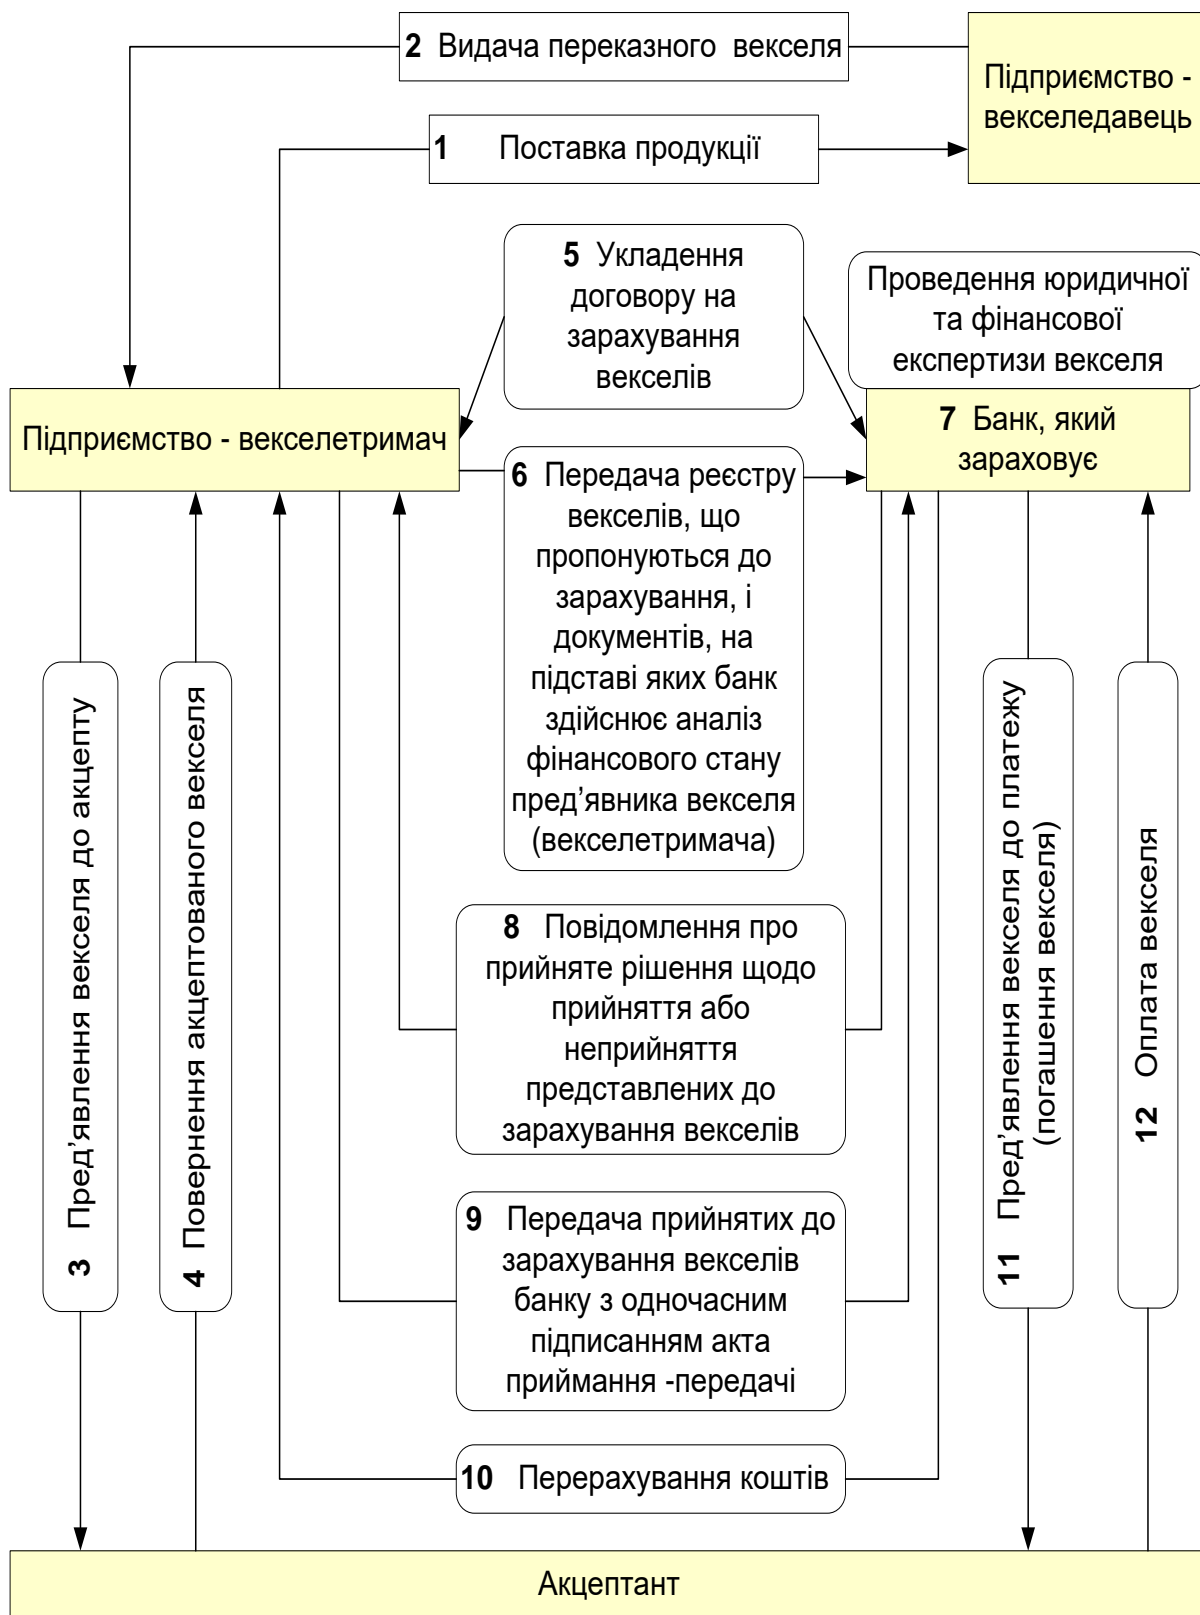 2 Видача переказного векселя
Підприємство -
векселедавець
1 Поставка продукції
5 Укладення
договору на
зарахування
векселів
Проведення юридичної
та фінансової
експертизи векселя
Підприємство - векселетримач
7 Банк, який
зараховує
6 Передача реєстру
векселів, що
пропонуються до
зарахування, і
документів, на
підставі яких банк
здійснює аналіз
фінансового стану
пред’явника векселя
(векселетримача)
3 Пред’явлення векселя до акцепту
4 Повернення акцептованого векселя
8 Повідомлення про
прийняте рішення щодо
прийняття або
неприйняття
представлених до
зарахування векселів
9 Передача прийнятих до
зарахування векселів
банку з одночасним
підписанням акта
приймання -передачі
10 Перерахування коштів
11 Пред’явлення векселя до платежу
(погашення векселя)
12 Оплата векселя
Акцептант